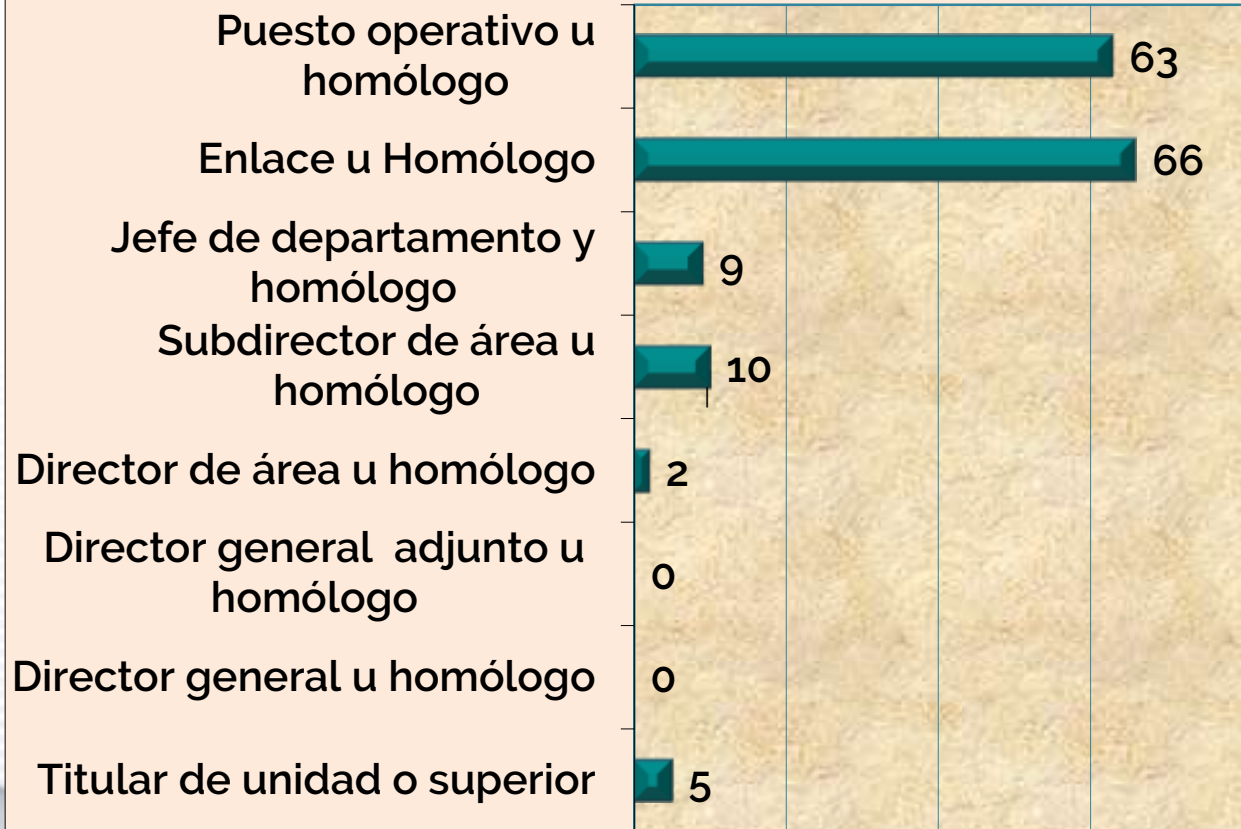 Puesto operativo u
homólogo
63
Enlace u Homólogo
66
Jefe de departamento y
homólogo
9
Subdirector de área u
homólogo
10
Director de área u homólogo
2
Director general adjunto u
homólogo
0
Director general u homólogo
0
Titular de unidad o superior
5